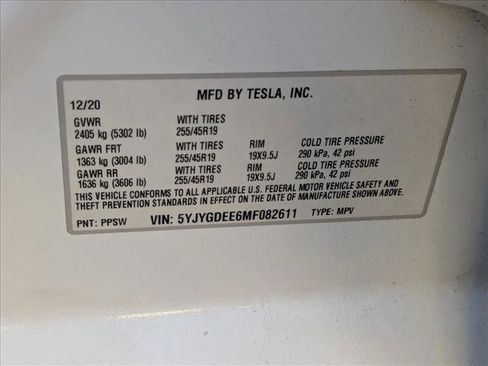 MFD BY TESLA, INC.
12/20
GVWR WITH TIRES
2405 kg (5302 lb) 255/45R19
GAWR FRT WITH TIRES RIM COLD TIRE PRESSURE
1363 kg (3004 lb) 255/45R19 19X9.5J 290 kPa, 42 psi
GAWR RR WITH TIRES RIM COLD TIRE PRESSURE
1636 kg (3606 lb) 255/45R19 19X9.5J 290 kPa, 42 psi
THIS VEHICLE CONFORMS TO ALL APPLICABLE U.S. FEDERAL MOTOR VEHICLE SAFETY AND
THEFT PREVENTION STANDARDS IN EFFECT ON THE DATE OF MANUFACTURE SHOWN ABOVE.
PNT: PPSW VIN: 5YJYGDEE6MF082611 TYPE: MPV